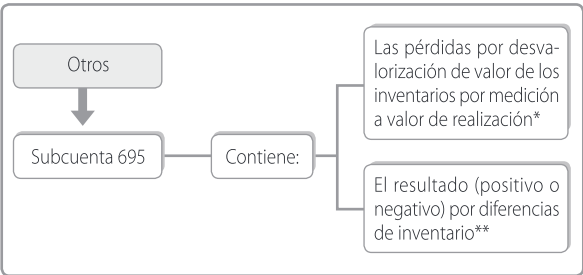 Otros
Subcuenta 695
Contiene:
Las pérdidas por desva-
lorización de valor de los
inventarios por medición
a valor de realización*
El resultado (positivo o
negativo) por diferencias
de inventario**